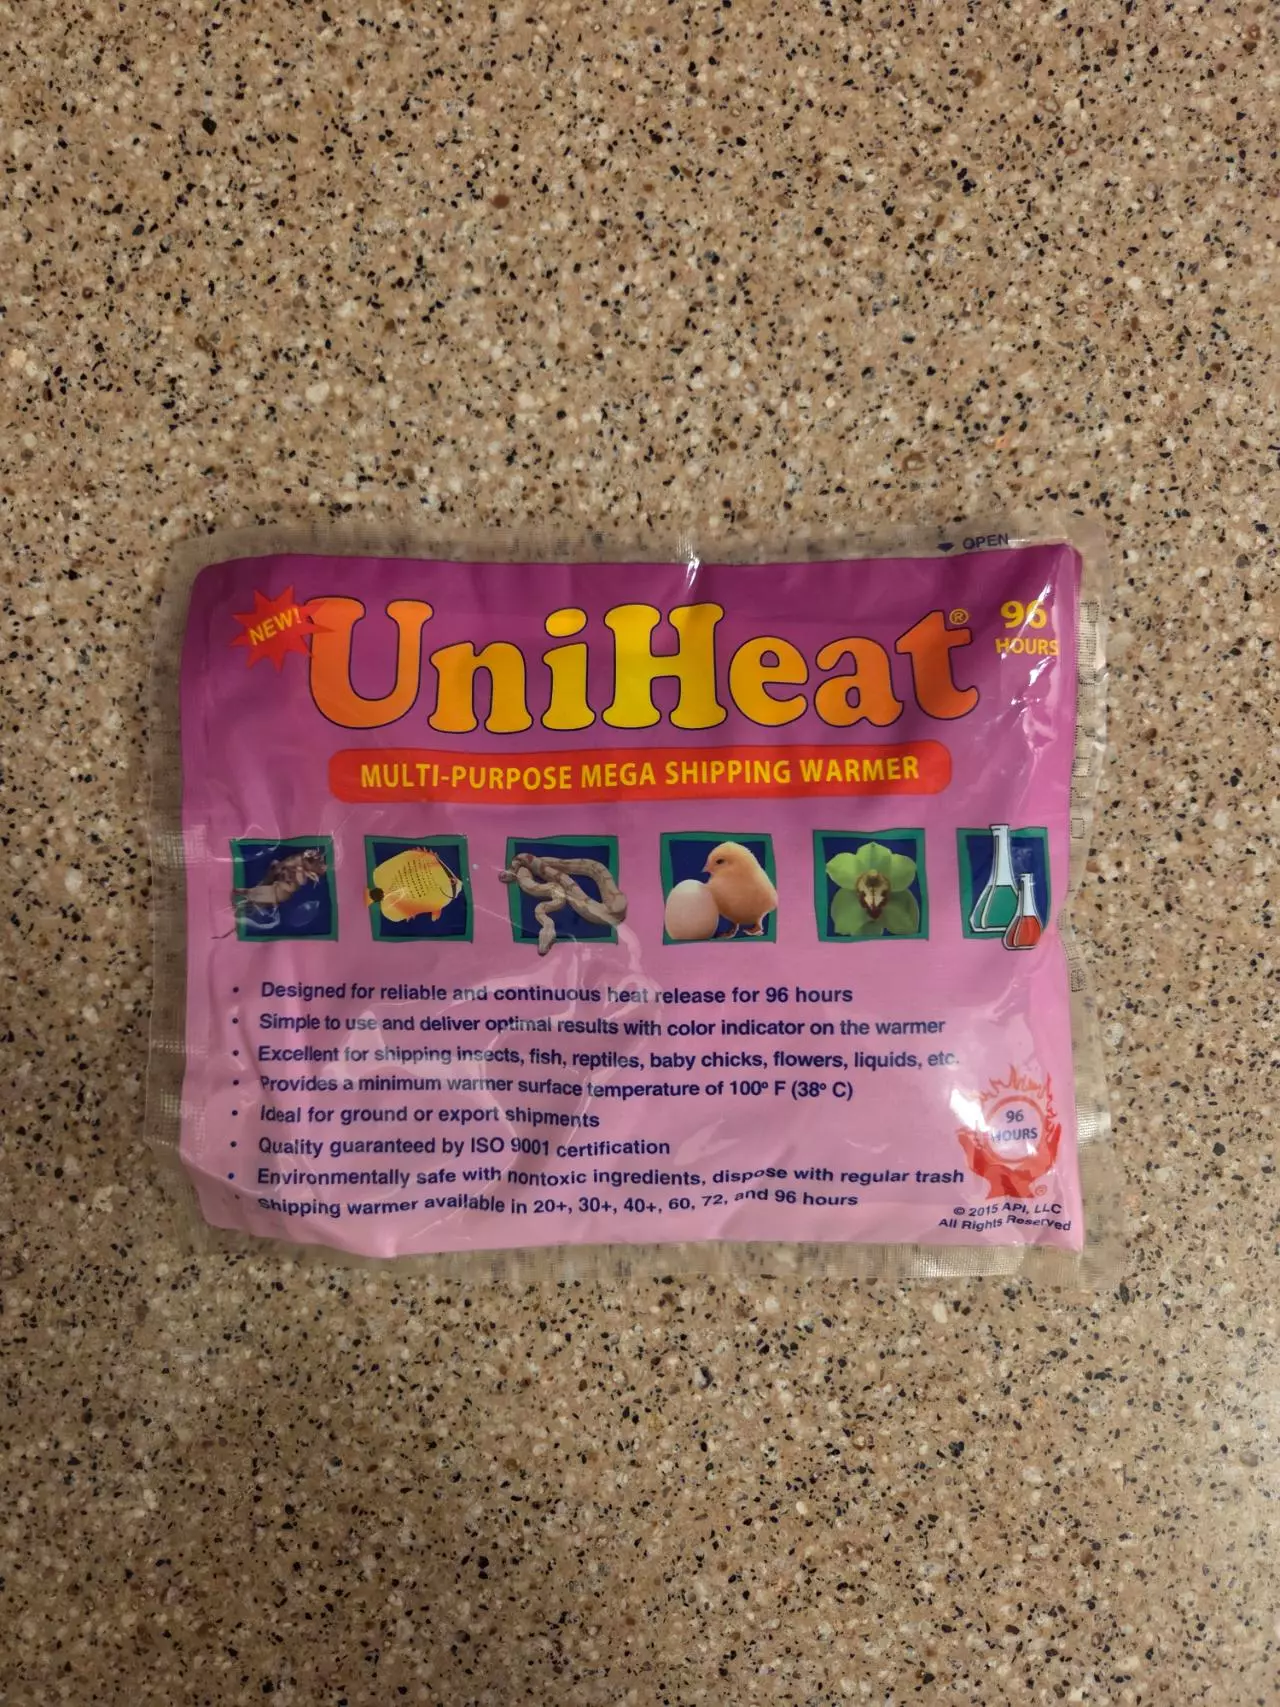 OPEN
NEW!
UniHeat®
96
HOURS
MULTI-PURPOSE MEGA SHIPPING WARMER
• Designed for reliable and continuous heat release for 96 hours
• Simple to use and deliver optimal results with color indicator on the warmer
• Excellent for shipping insects, fish, reptiles, baby chicks, flowers, liquids, etc.
• Provides a minimum warmer surface temperature of 100º F (38º C)
• Ideal for ground or export shipments
• Quality guaranteed by ISO 9001 certification
• Environmentally safe with nontoxic ingredients, dispose with regular trash
• Shipping warmer available in 20+, 30+, 40+, 60, 72, and 96 hours
96
HOURS
®
© 2015 API, LLC
All Rights Reserved